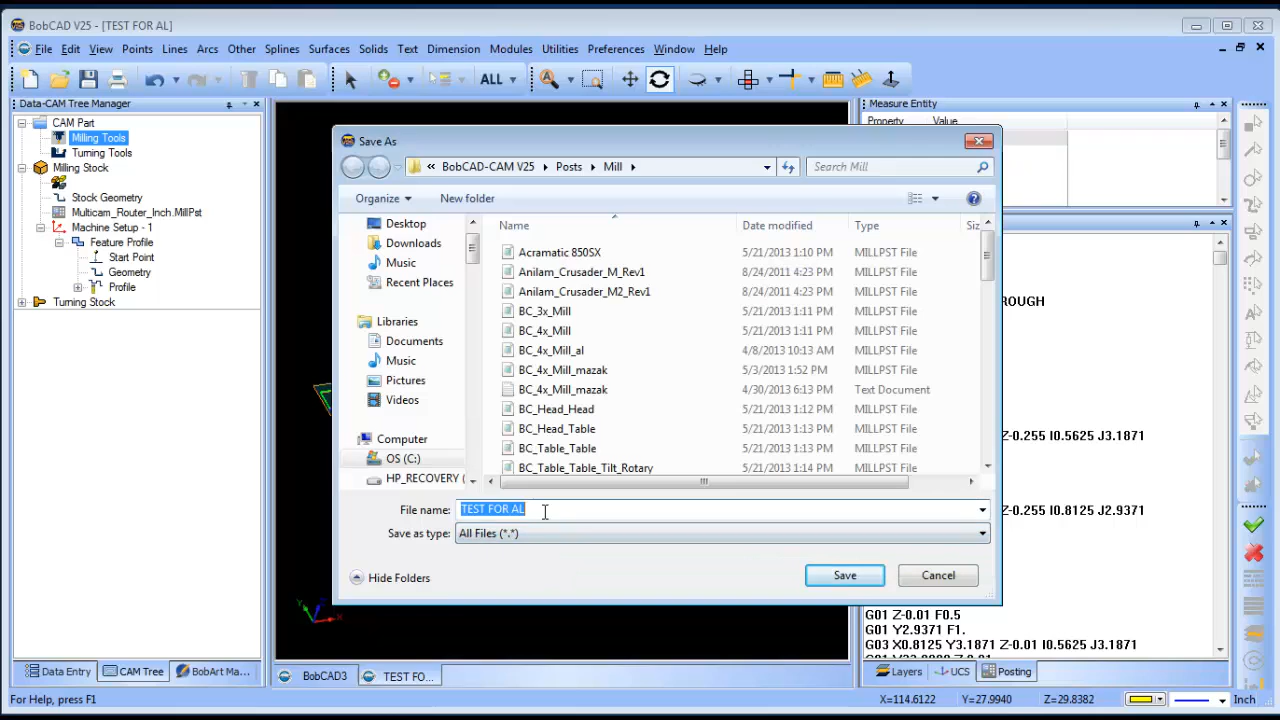 BobCAD V25 - [TEST FOR AL]
File Edit View Points Lines Arcs Other Splines Surfaces Solids Text Dimension Modules Utilities Preferences Window Help
ALL
Data-CAM Tree Manager
CAM Part
Milling Tools
Turning Tools
Milling Stock
Stock Geometry
Multicam_Router_Inch.MillPst
Machine Setup - 1
Feature Profile
Start Point
Geometry
Profile
Turning Stock
Measure Entity
Property Value
Save As
« BobCAD-CAM V25 Posts Mill
Search Mill
Organize New folder
Desktop
Downloads
Music
Recent Places
Libraries
Documents
Music
Pictures
Videos
Computer
OS (C:)
HP_RECOVERY (
Name Date modified Type Siz
Acramatic 850SX 5/21/2013 1:10 PM MILLPST File
Anilam_Crusader_M_Rev1 8/24/2011 4:23 PM MILLPST File
Anilam_Crusader_M2_Rev1 8/24/2011 4:23 PM MILLPST File
BC_3x_Mill 5/21/2013 1:11 PM MILLPST File
BC_4x_Mill 5/21/2013 1:11 PM MILLPST File
BC_4x_Mill_al 4/8/2013 10:13 AM MILLPST File
BC_4x_Mill_mazak 5/3/2013 1:52 PM MILLPST File
BC_4x_Mill_mazak 4/30/2013 6:13 PM Text Document
BC_Head_Head 5/21/2013 1:12 PM MILLPST File
BC_Head_Table 5/21/2013 1:13 PM MILLPST File
BC_Table_Table 5/21/2013 1:13 PM MILLPST File
BC_Table_Table_Tilt_Rotary 5/21/2013 1:14 PM MILLPST File
File name: TEST FOR AL
Save as type: All Files (*.*)
Hide Folders
Save Cancel
ROUGH
Z-0.255 I0.5625 J3.1871
Z-0.255 I0.8125 J2.9371
G01 Z-0.01 F0.5
G01 Y2.9371 F1.
G03 X0.8125 Y3.1871 Z-0.01 I0.5625 J3.1871
Data Entry CAM Tree BobArt Ma...
BobCAD3 TEST FO...
Layers UCS Posting
For Help, press F1
X=114.6122 Y=27.9940 Z=29.8382 Inch